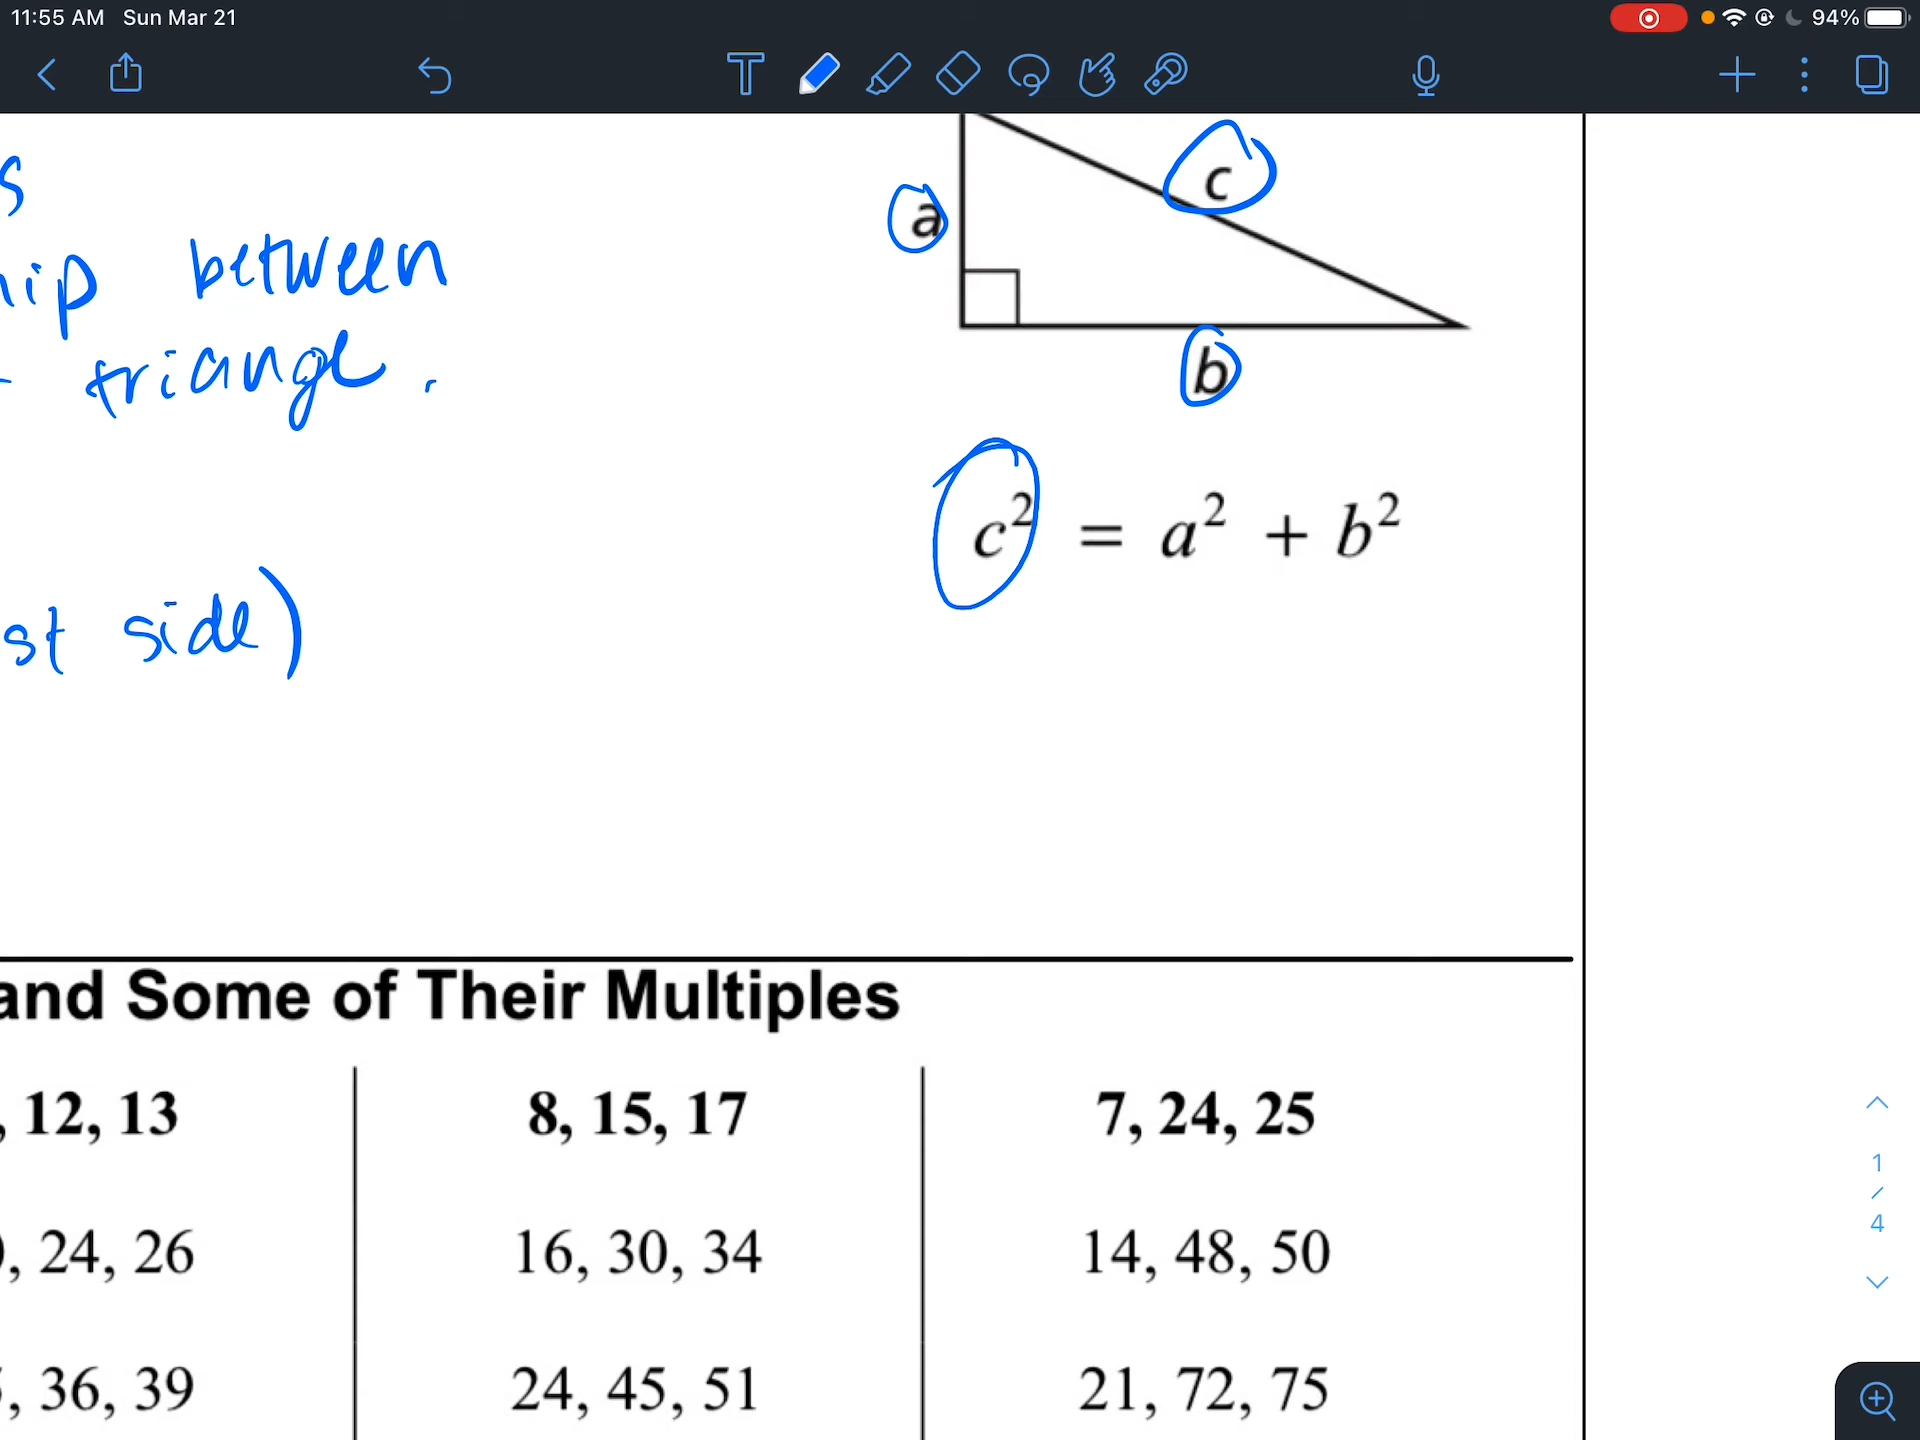 11:55 AM Sun Mar 21
94%
s
hip between
triange.
st side)
a
c
b
c² = a² + b²
and Some of Their Multiples
, 12, 13
8, 15, 17
7, 24, 25
, 24, 26
16, 30, 34
14, 48, 50
, 36, 39
24, 45, 51
21, 72, 75
1
/
4